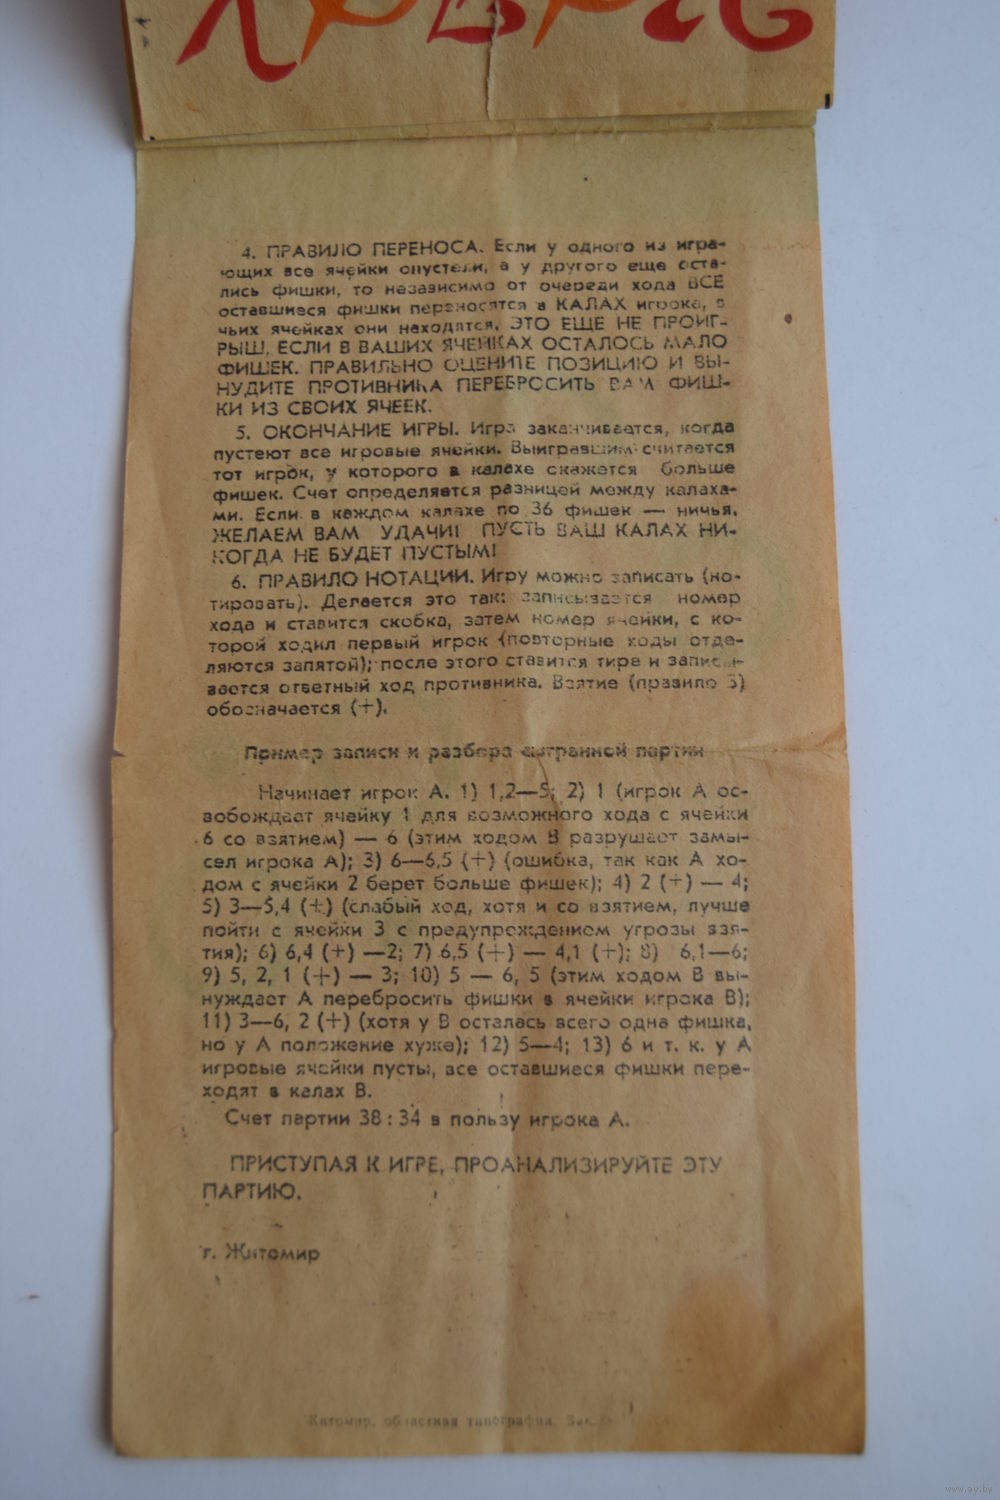 4. ПРАВИЛО ПЕРЕНОСА. Если у одного из игра-
ющих все ячейки опустели, а у другого еще оста-
лись фишки, то независимо от очереди хода ВСЕ
оставшиеся фишки переносятся в КАЛАХ игрока, в
чьих ячейках они находятся. ЭТО ЕЩЕ НЕ ПРОИГ-
РЫШ, ЕСЛИ В ВАШИХ ЯЧЕЙКАХ ОСТАЛОСЬ МАЛО
ФИШЕК. ПРАВИЛЬНО ОЦЕНИТЕ ПОЗИЦИЮ И ВЫ-
НУДИТЕ ПРОТИВНИКА ПЕРЕБРОСИТЬ ВАМ ФИШ-
КИ ИЗ СВОИХ ЯЧЕЕК.
5. ОКОНЧАНИЕ ИГРЫ. Игра заканчивается, когда
пустеют все игровые ячейки. Выигравшим считается
тот игрок, у которого в калахе окажется больше
фишек. Счет определяется разницей между калаха-
ми. Если в каждом калахе по 36 фишек — ничья.
ЖЕЛАЕМ ВАМ УДАЧИ! ПУСТЬ ВАШ КАЛАХ НИ-
КОГДА НЕ БУДЕТ ПУСТЫМ!
6. ПРАВИЛО НОТАЦИИ. Игру можно записать (но-
тировать). Делается это так: записывается номер
хода и ставится скобка, затем номер ячейки, с ко-
торой ходил первый игрок (повторные ходы отде-
ляются запятой); после этого ставится тире и записы-
вается ответный ход противника. Взятие (правило 3)
обозначается (+).
Пример записи и разбора сыгранной партии
Начинает игрок А. 1) 1,2—5; 2) 1 (игрок А ос-
вобождает ячейку 1 для возможного хода с ячейки
6 со взятием) — 6 (этим ходом В разрушает замы-
сел игрока А); 3) 6—6,5 (+) (ошибка, так как А хо-
дом с ячейки 2 берет больше фишек); 4) 2 (+) — 4;
5) 3—5,4 (+) (слабый ход, хотя и со взятием, лучше
пойти с ячейки 3 с предупреждением угрозы взя-
тия); 6) 6,4 (+) —2; 7) 6,5 (+) — 4,1 (+); 8) 6,1—6;
9) 5, 2, 1 (+) — 3; 10) 5 — 6, 5 (этим ходом В вы-
нуждает А перебросить фишки в ячейки игрока В);
11) 3—6, 2 (+) (хотя у В осталась всего одна фишка,
но у А положение хуже); 12) 5—4; 13) 6 и т. к. у А
игровые ячейки пусты, все оставшиеся фишки пере-
ходят в калах В.
Счет партии 38 : 34 в пользу игрока А.
ПРИСТУПАЯ К ИГРЕ, ПРОАНАЛИЗИРУЙТЕ ЭТУ
ПАРТИЮ.
г. Житомир
Житомир, областная типография. Зак.
www.ay.by